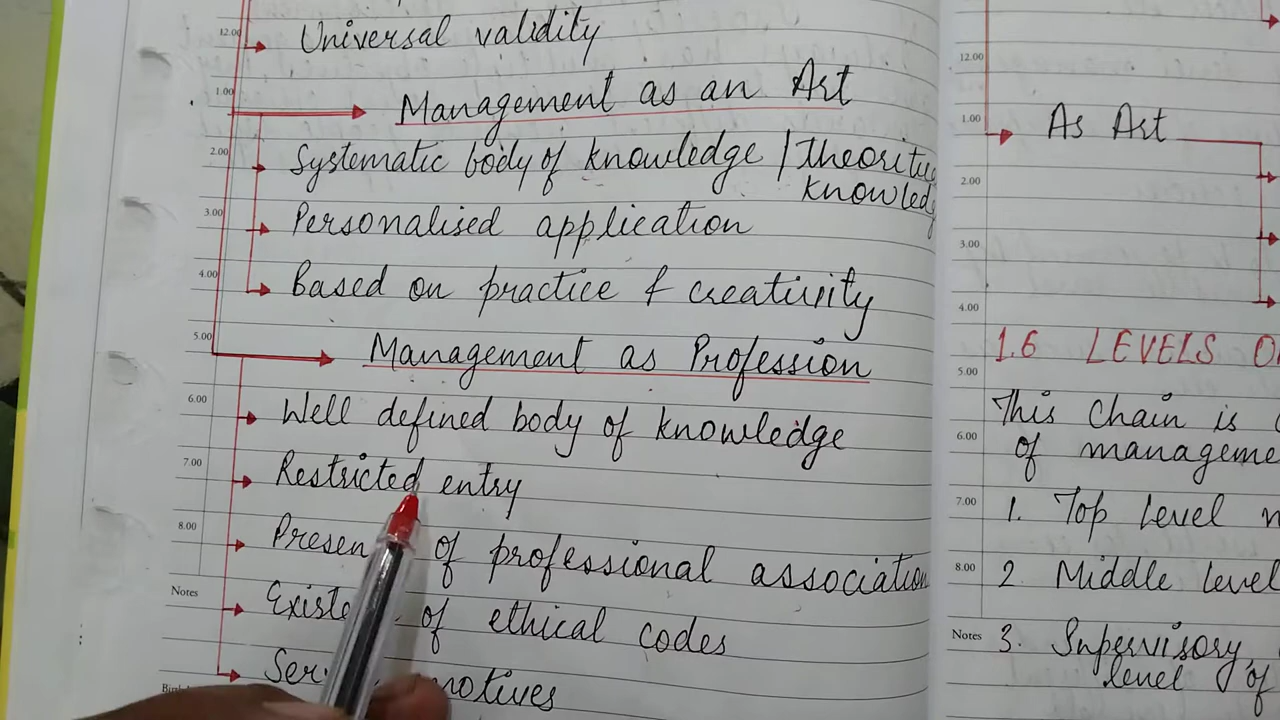 12.00
Universal validity
1.00
Management as an Art
2.00
Systematic body of knowledge /
3.00
Personalised application
4.00
Based on practice & creativity
5.00
Management as Profession
6.00
Well defined body of knowledge
7.00
Restricted entry
8.00
of professional association
Notes
of ethical codes
12.00
1.00
As Art
2.00
3.00
4.00
1.6 LEVELS
5.00
This Chain is
6.00
of
7.00
1. Top level
8.00
2 Middle level
Notes
3. Supervisory
level of